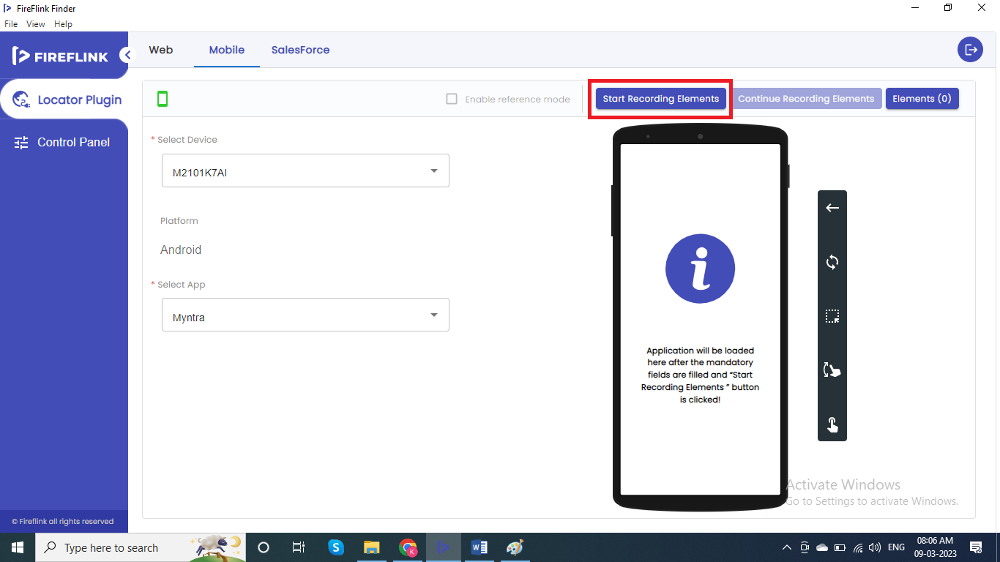 FireFlink Finder
File View Help
FIREFLINK
Web Mobile SalesForce
Locator Plugin
Control Panel
Enable reference mode
Start Recording Elements
Continue Recording Elements
Elements (0)
* Select Device
M2101K7AI
Platform
Android
* Select App
Myntra
Application will be loaded
here after the mandatory
fields are filled and “Start
Recording Elements ” button
is clicked!
Activate Windows
Go to Settings to activate Windows.
© Fireflink all rights reserved
Type here to search
ENG
08:06 AM
09-03-2023